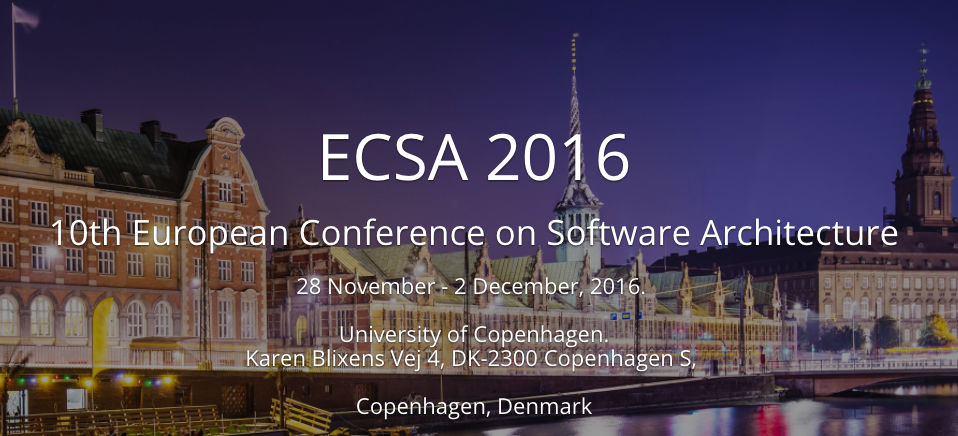 ECSA 2016
10th European Conference on Software Architecture
28 November - 2 December, 2016.
University of Copenhagen.
Karen Blixens Vej 4, DK-2300 Copenhagen S,
Copenhagen, Denmark